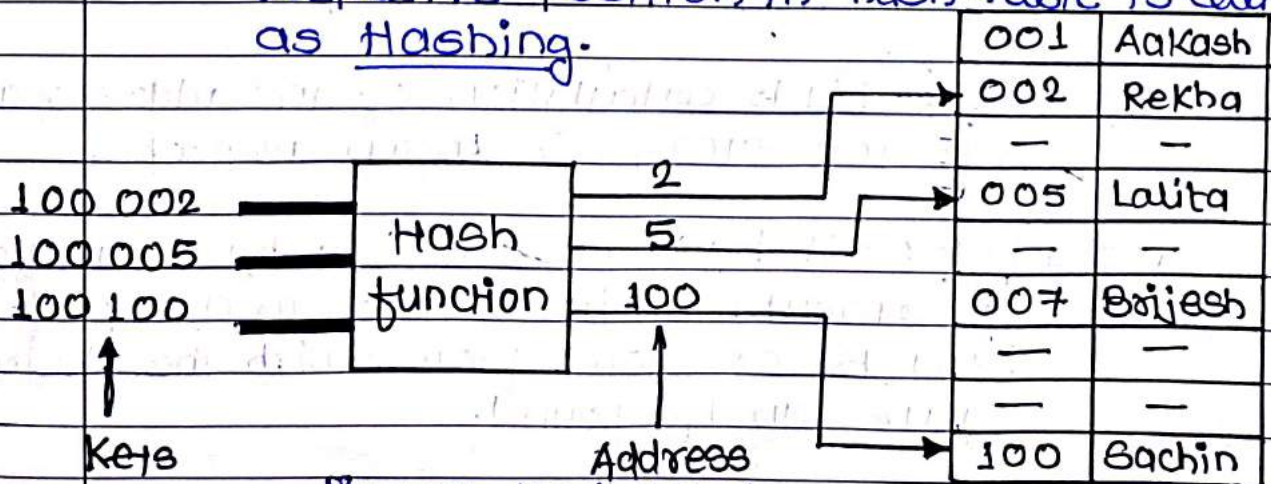 as Hashing.
001 Aakash
002 Rekha
— —
005 Lalita
— —
007 Brijesh
— —
— —
100 Sachin
100 002
100 005
100 100
Keys
Hash
function
2
5
100
Address